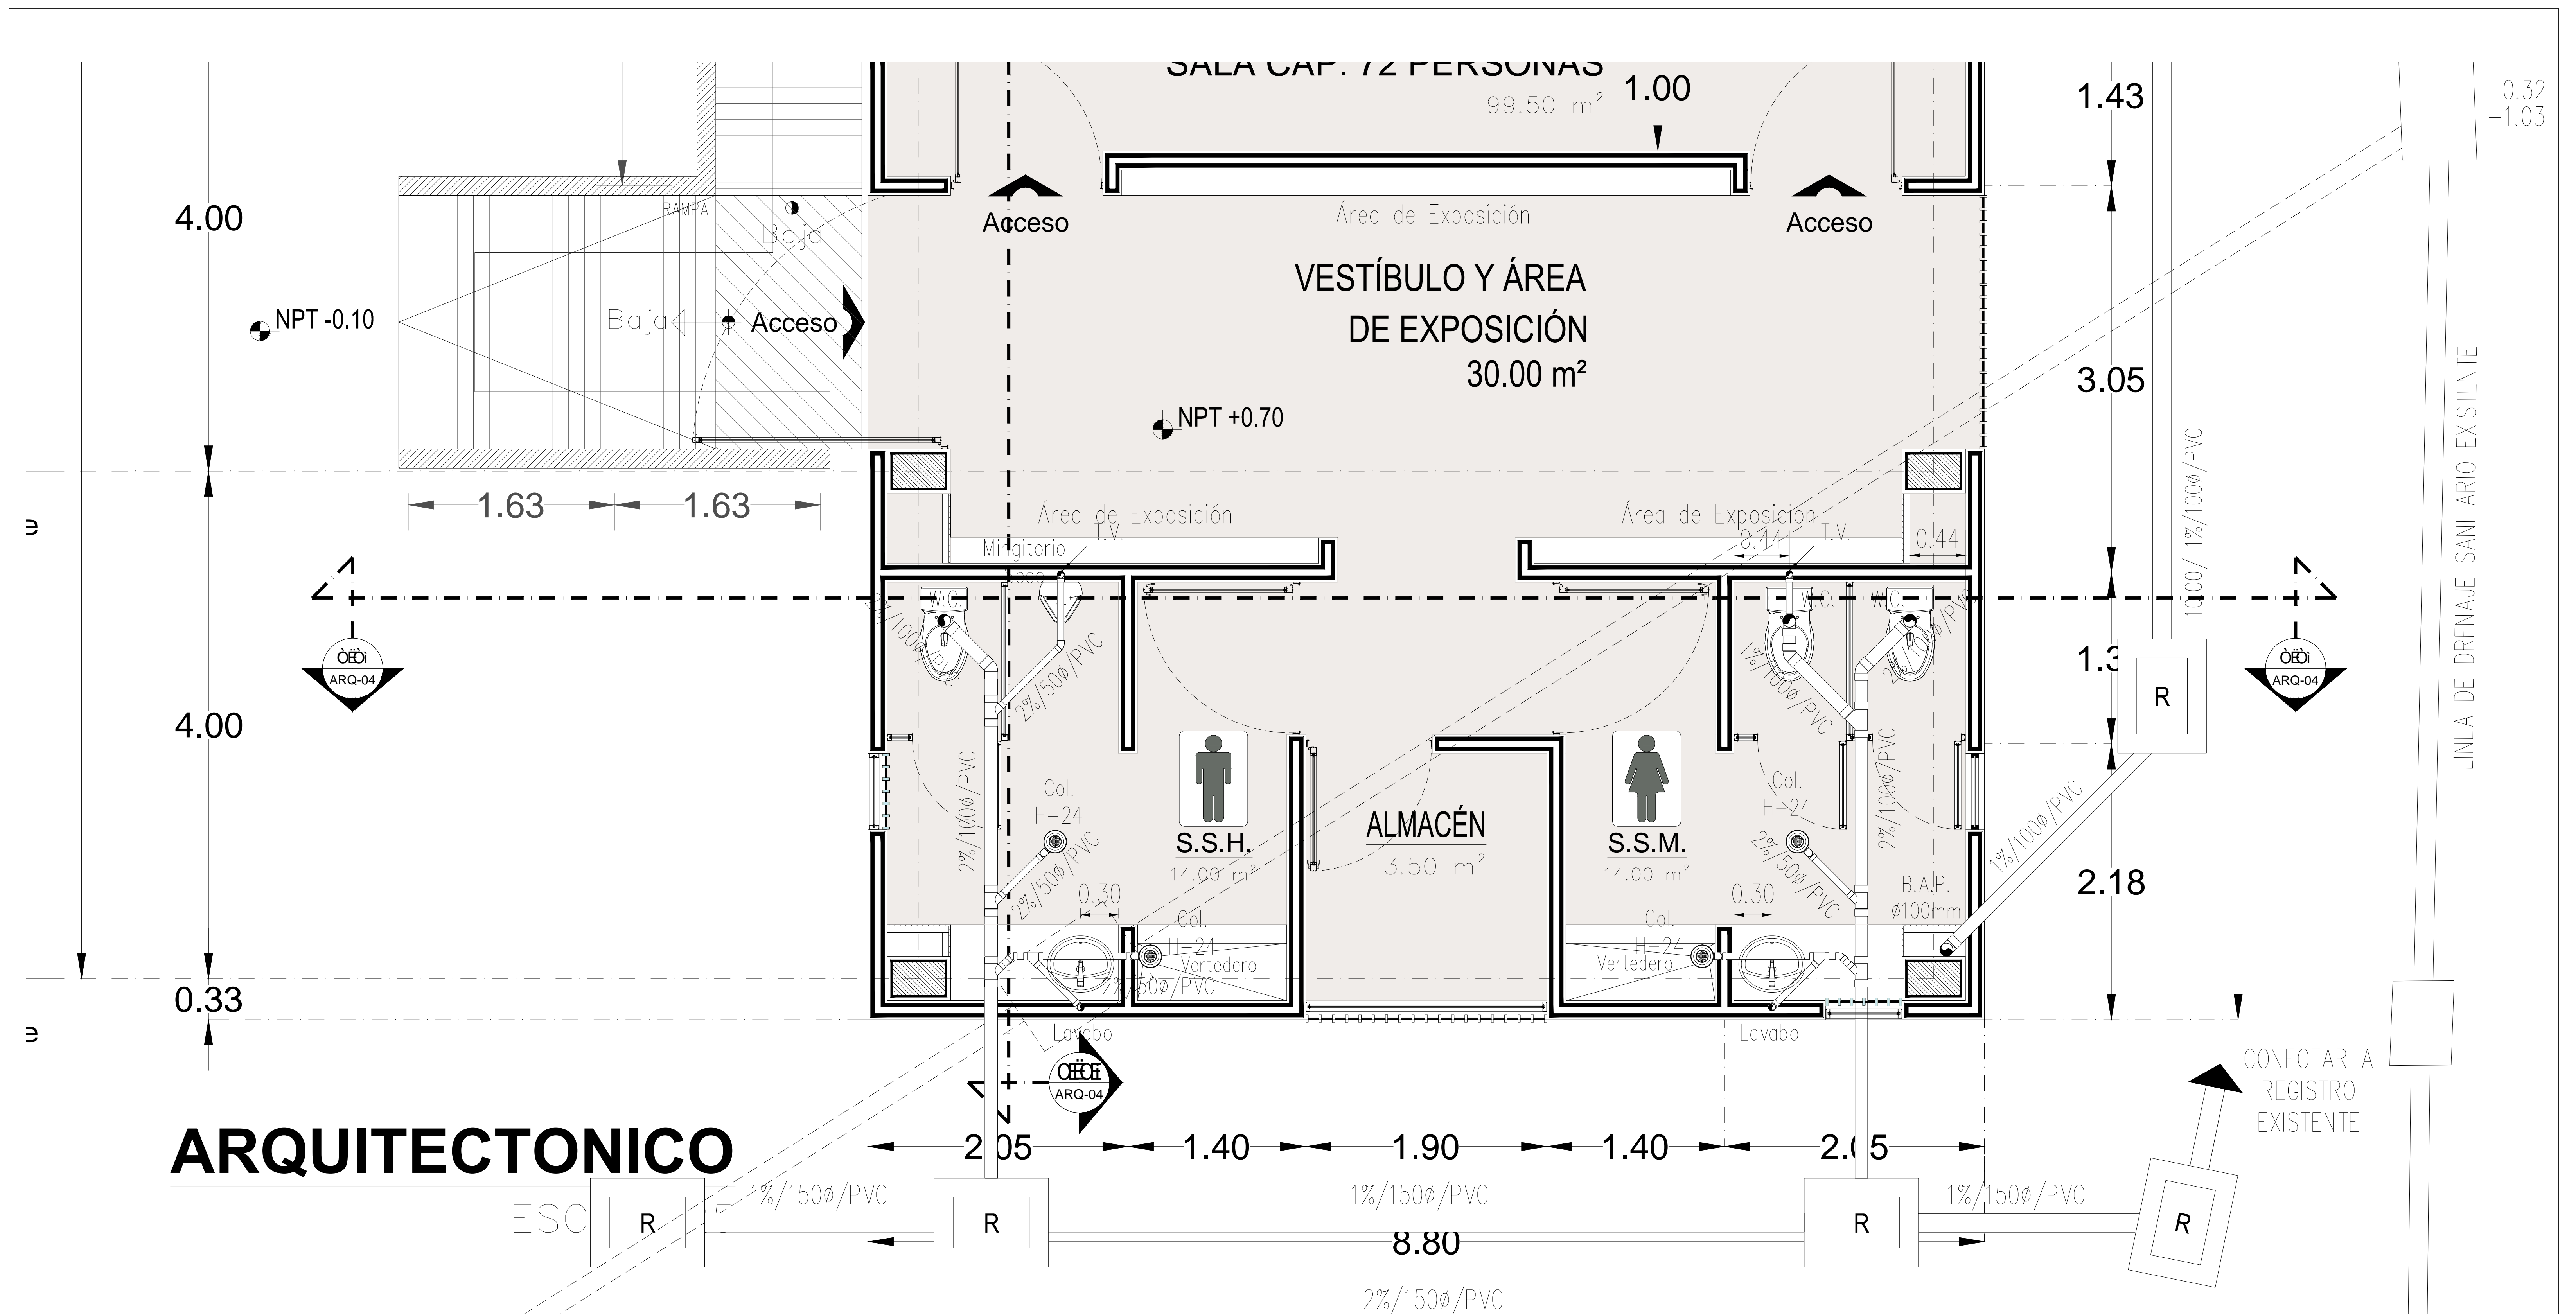 SALA CAP. 72 PERSONAS
99.50 m²
1.00
1.43
0.32
-1.03
4.00
RAMPA
Baja
Acceso
Acceso
Área de Exposición
VESTÍBULO Y ÁREA
DE EXPOSICIÓN
30.00 m²
NPT -0.10
Baja
Acceso
NPT +0.70
3.05
1000/ 1%/100ø/PVC
LINEA DE DRENAJE SANITARIO EXISTENTE
1.63
1.63
Área de Exposición
T.V.
Mingitorio
Área de Exposición
T.V.
0.44
0.44
W.C.
W.C.
W.C.
2%/100ø/PVC
2%/50ø/PVC
1%/100ø/PVC
2%/100ø/PVC
ARQ-04
ARQ-04
R
4.00
2%/100ø/PVC
Col.
H-24
2%/50ø/PVC
S.S.H.
14.00 m²
ALMACÉN
3.50 m²
S.S.M.
14.00 m²
Col.
H-24
2%/50ø/PVC
2%/100ø/PVC
1%/100ø/PVC
2.18
0.30
0.30
B.A.P.
ø100mm
Col.
H-24
Vertedero
2%/50ø/PVC
Col.
H-24
Vertedero
0.33
Lavabo
Lavabo
ARQ-04
CONECTAR A
REGISTRO
EXISTENTE
ARQUITECTONICO
2.05
1.40
1.90
1.40
2.05
ESC
1%/150ø/PVC
1%/150ø/PVC
1%/150ø/PVC
R
R
R
R
8.80
2%/150ø/PVC